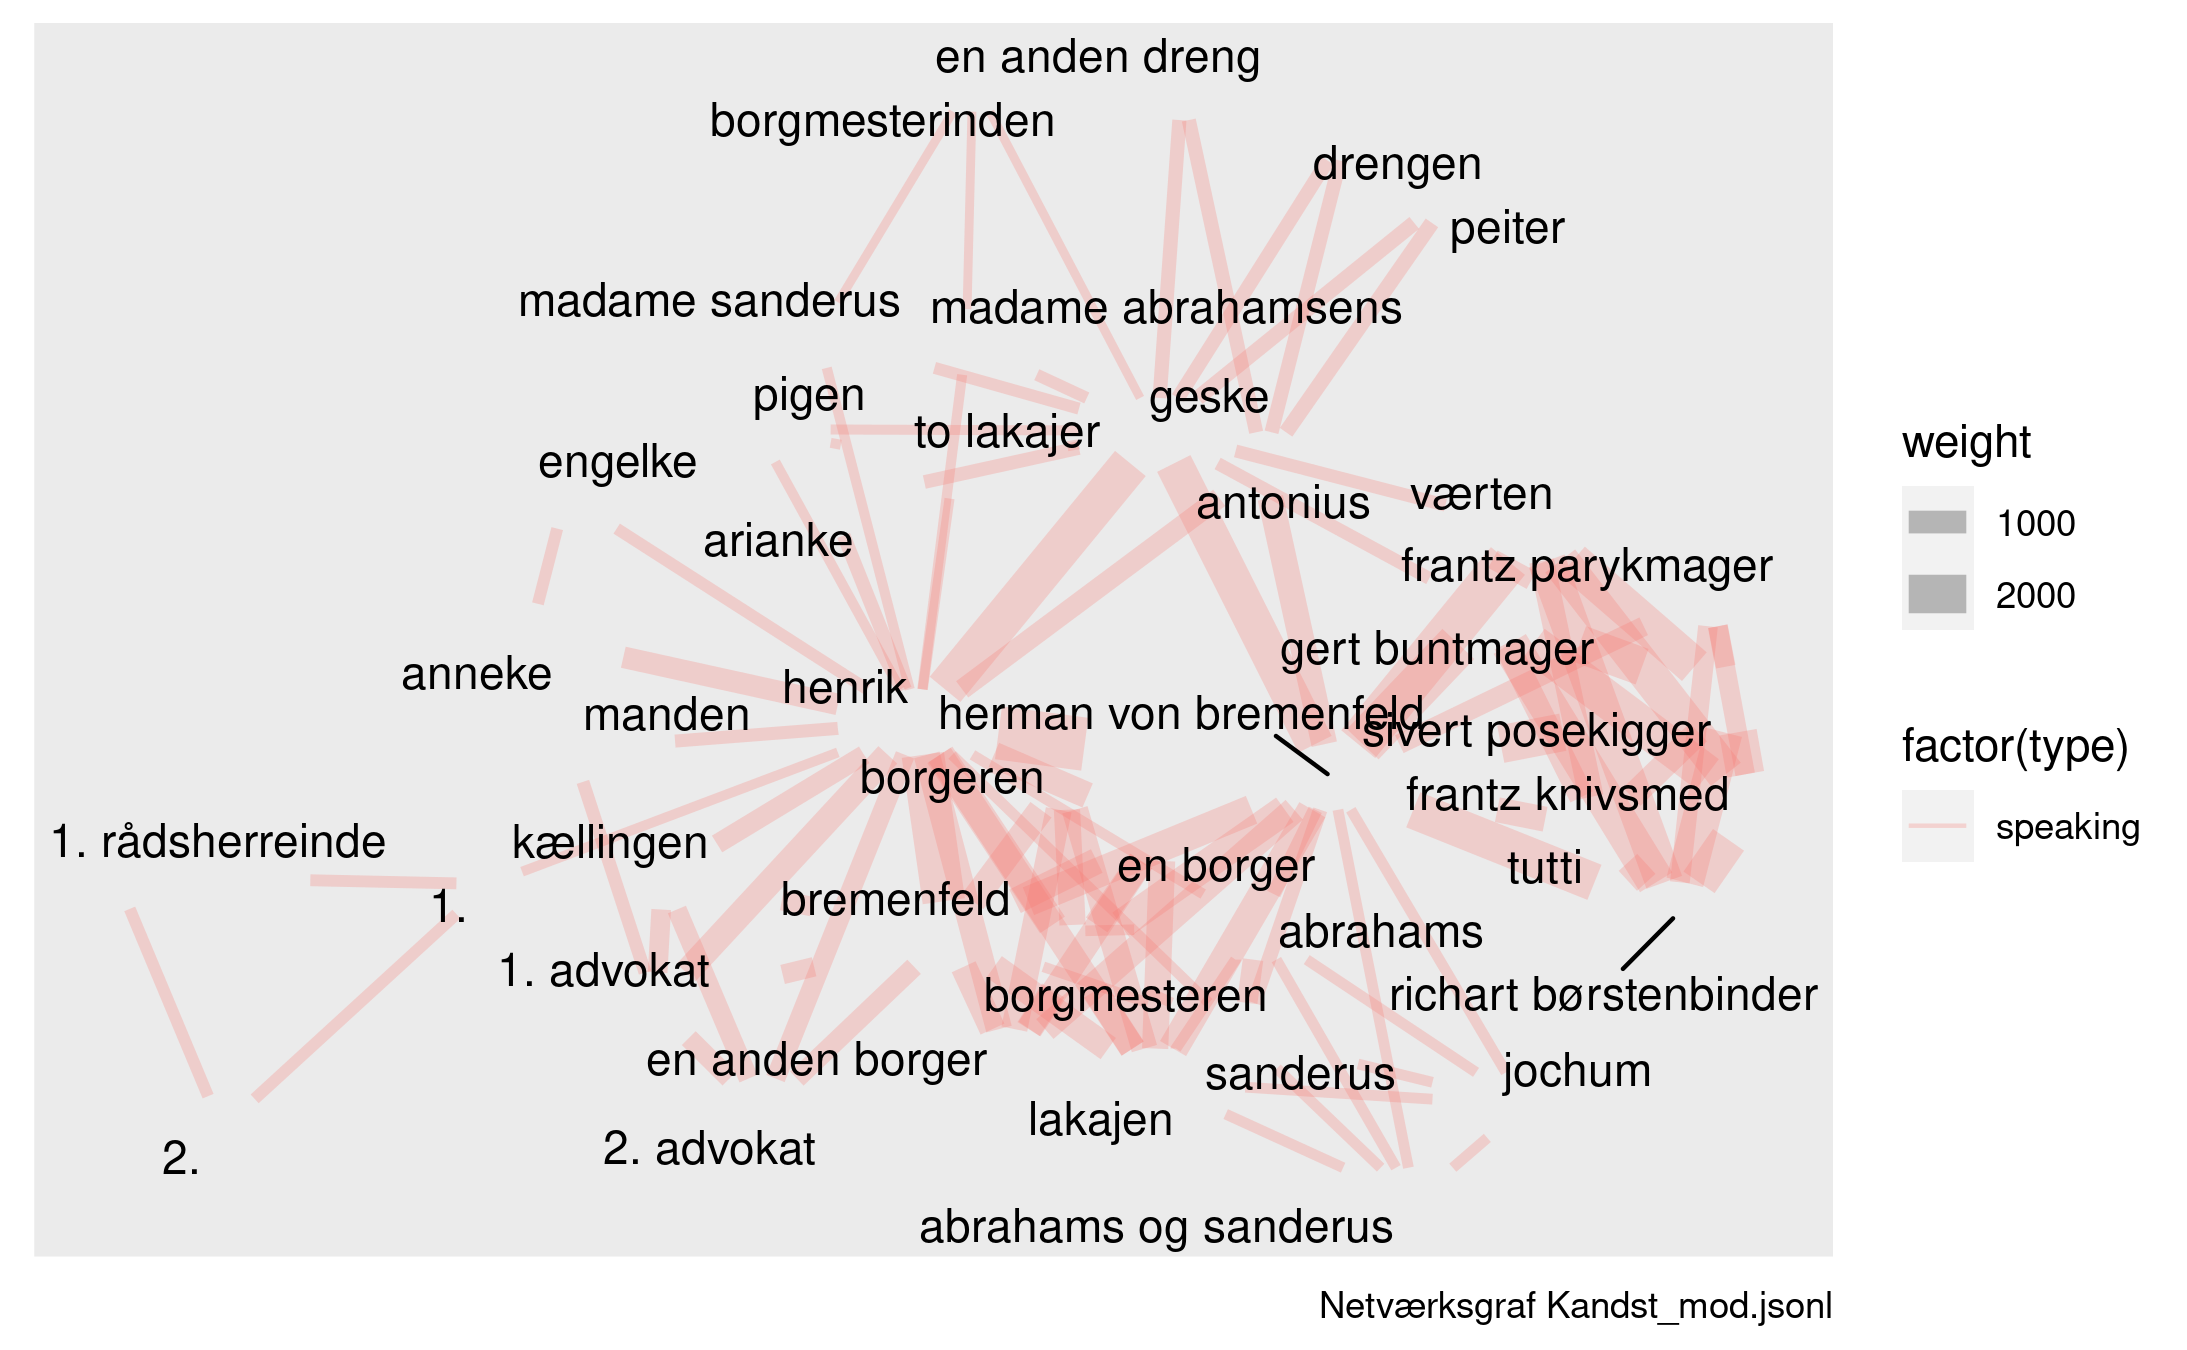 en anden dreng
borgmesterinden
drengen
peiter
madame sanderus
madame abrahamsens
pigen
geske
to lakajer
engelke
antonius
værten
arianke
frantz parykmager
gert buntmager
anneke
henrik
manden
herman von bremenfeld
sivert posekigger
borgeren
frantz knivsmed
1. rådsherreinde
kællingen
en borger
tutti
1.
bremenfeld
abrahams
1. advokat
borgmesteren
richart børstenbinder
en anden borger
sanderus
jochum
lakajen
2.
2. advokat
abrahams og sanderus
weight
1000
2000
factor(type)
speaking
Netværksgraf Kandst_mod.jsonl